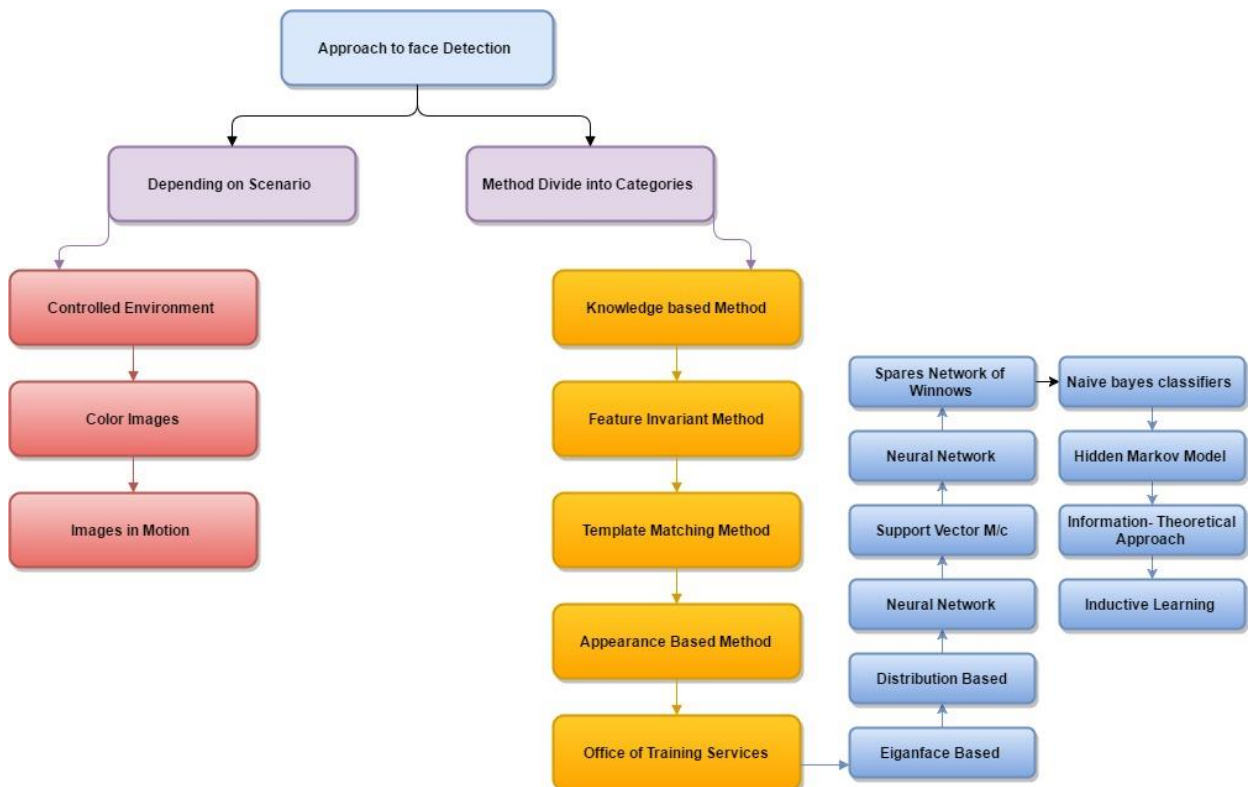 Approach to face Detection
Depending on Scenario
Method Divide into Categories
Controlled Environment
Color Images
Images in Motion
Knowledge based Method
Feature Invariant Method
Template Matching Method
Appearance Based Method
Office of Training Services
Eiganface Based
Distribution Based
Neural Network
Support Vector M/c
Neural Network
Spares Network of
Winnows
Naive bayes classifiers
Hidden Markov Model
Information- Theoretical
Approach
Inductive Learning